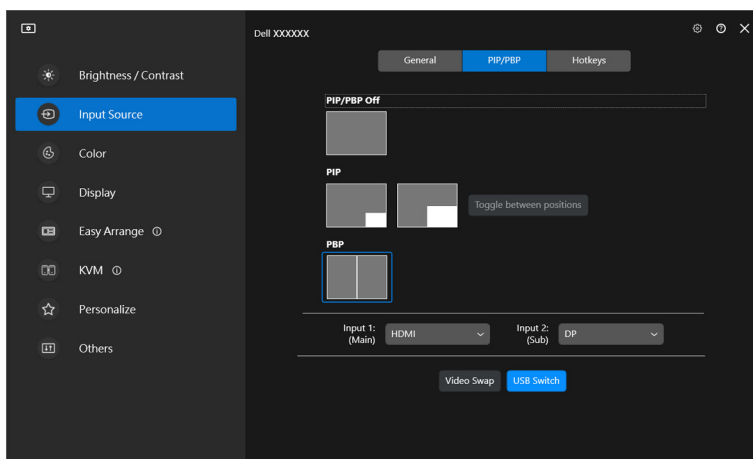 Dell XXXXXX
General PIP/PBP Hotkeys
Brightness / Contrast
Input Source
Color
Display
Easy Arrange
KVM
Personalize
Others
PIP/PBP Off
PIP
Toggle between positions
PBP
Input 1:
(Main)
HDMI
Input 2:
(Sub)
DP
Video Swap USB Switch